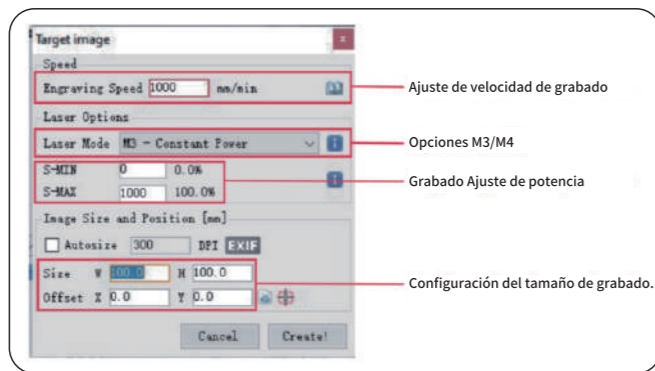 Target image
Speed
Engraving Speed 1000 mm/min
Ajuste de velocidad de grabado
Laser Options
Laser Mode M3 - Constant Power
Opciones M3/M4
S-MIN 0 0.0%
S-MAX 1000 100.0%
Grabado Ajuste de potencia
Image Size and Position [mm]
Autosize 300 DPI EXIF
Size W 100.0 H 100.0
Offset X 0.0 Y 0.0
Configuración del tamaño de grabado.
Cancel Create!